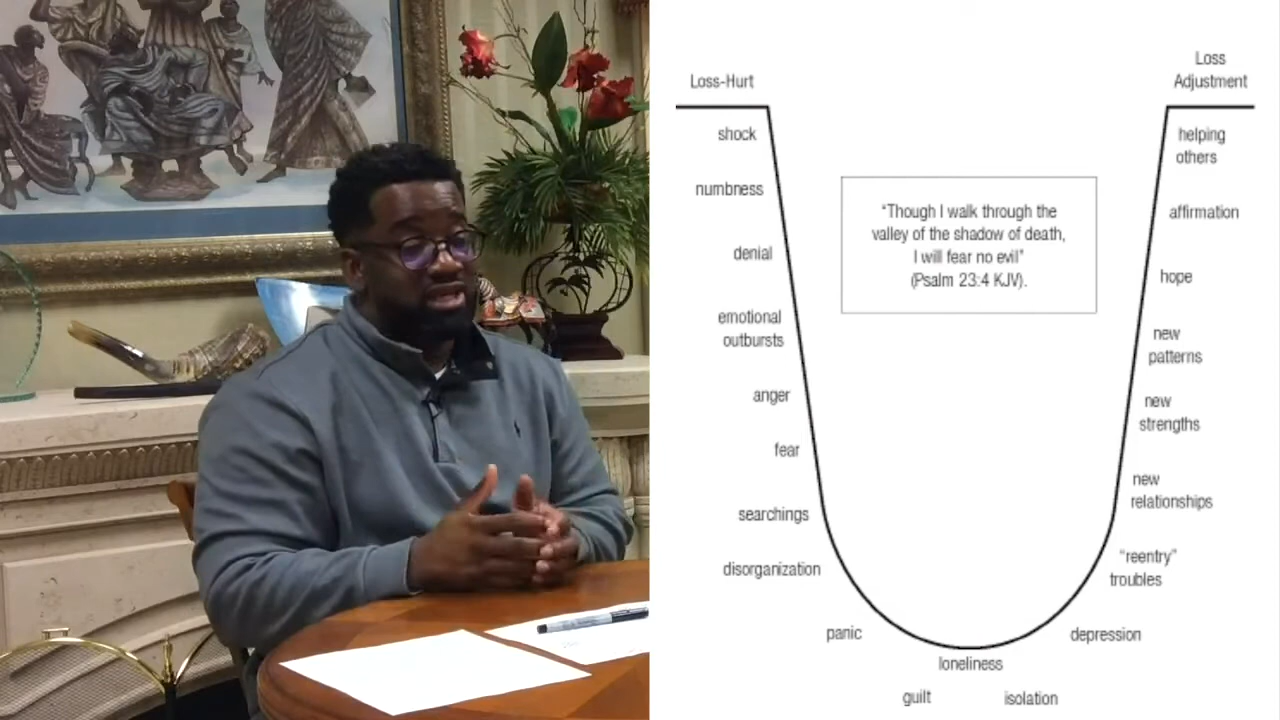 Loss-Hurt
shock
numbness
denial
emotional
outbursts
anger
fear
searchings
disorganization
panic
loneliness
guilt
isolation
depression
"reentry"
troubles
new
relationships
new
strengths
new
patterns
hope
affirmation
helping
others
Loss
Adjustment
"Though I walk through the
valley of the shadow of death,
I will fear no evil"
(Psalm 23:4 KJV).